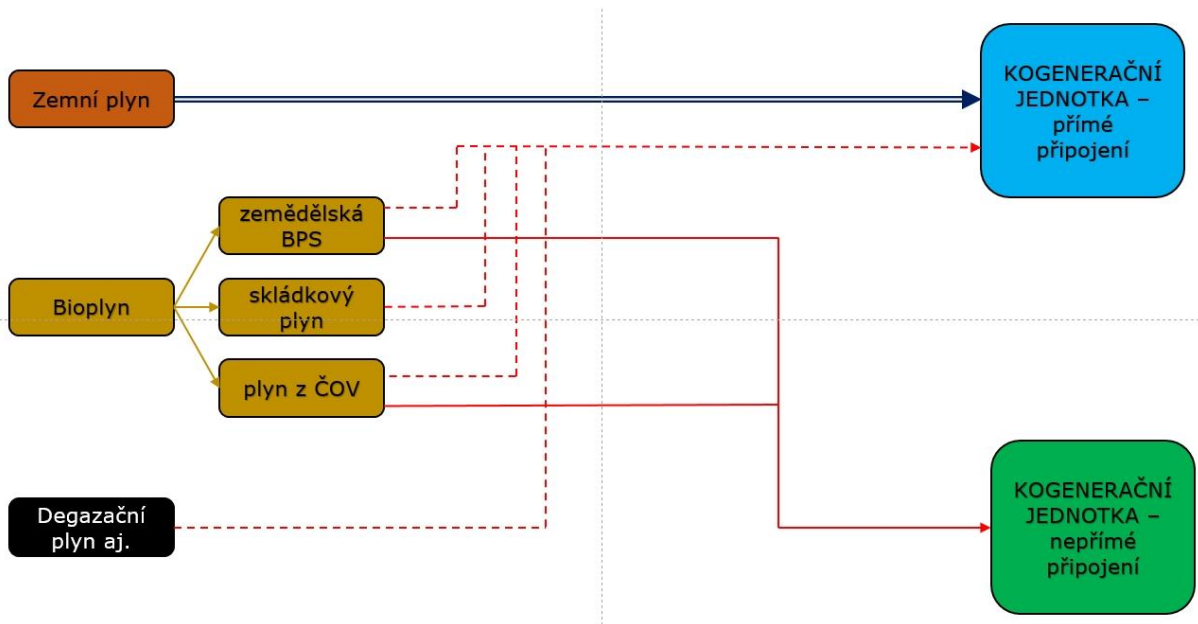 Zemní plyn
KOGENERAČNÍ
JEDNOTKA –
přímé
připojení
zemědělská
BPS
Bioplyn
skládkový
plyn
plyn z ČOV
Degazační
plyn aj.
KOGENERAČNÍ
JEDNOTKA –
nepřímé
připojení